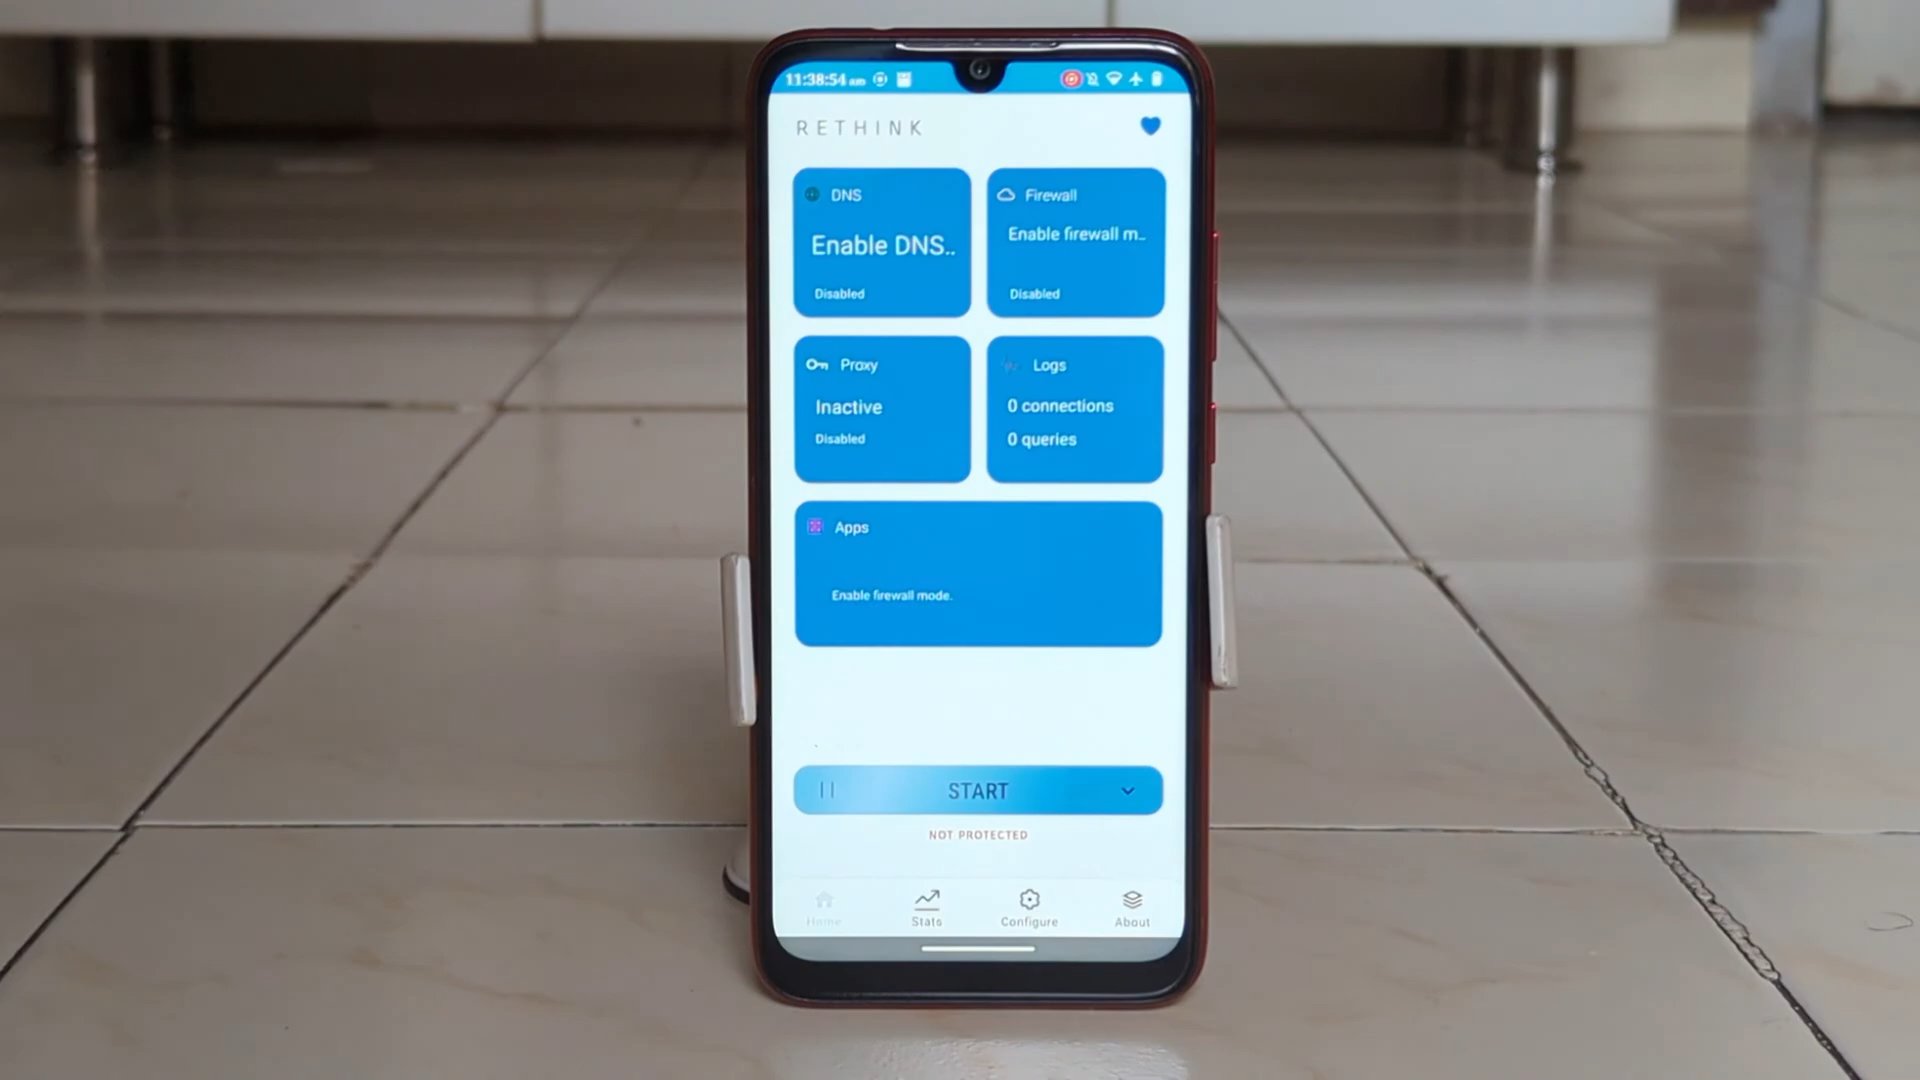 11:38:54 am
RETHINK
DNS
Enable DNS..
Disabled
Firewall
Enable firewall m..
Disabled
Proxy
Inactive
Disabled
Logs
0 connections
0 queries
Apps
Enable firewall mode.
START
NOT PROTECTED
Home
Stats
Configure
About